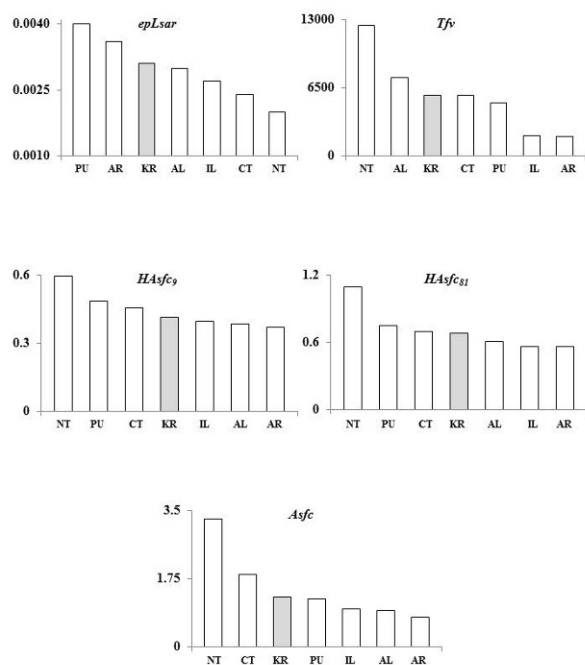 epLsar
0.0040
0.0025
0.0010
PU AR KR AL IL CT NT
Tfv
13000
6500
0
NT AL KR CT PU IL AR
HAsfc9
0.6
0.3
0
NT PU CT KR IL AL AR
HAsfc81
1.2
0.6
0
NT PU CT KR AL IL AR
Asfc
3.5
1.75
0
NT CT KR PU IL AL AR